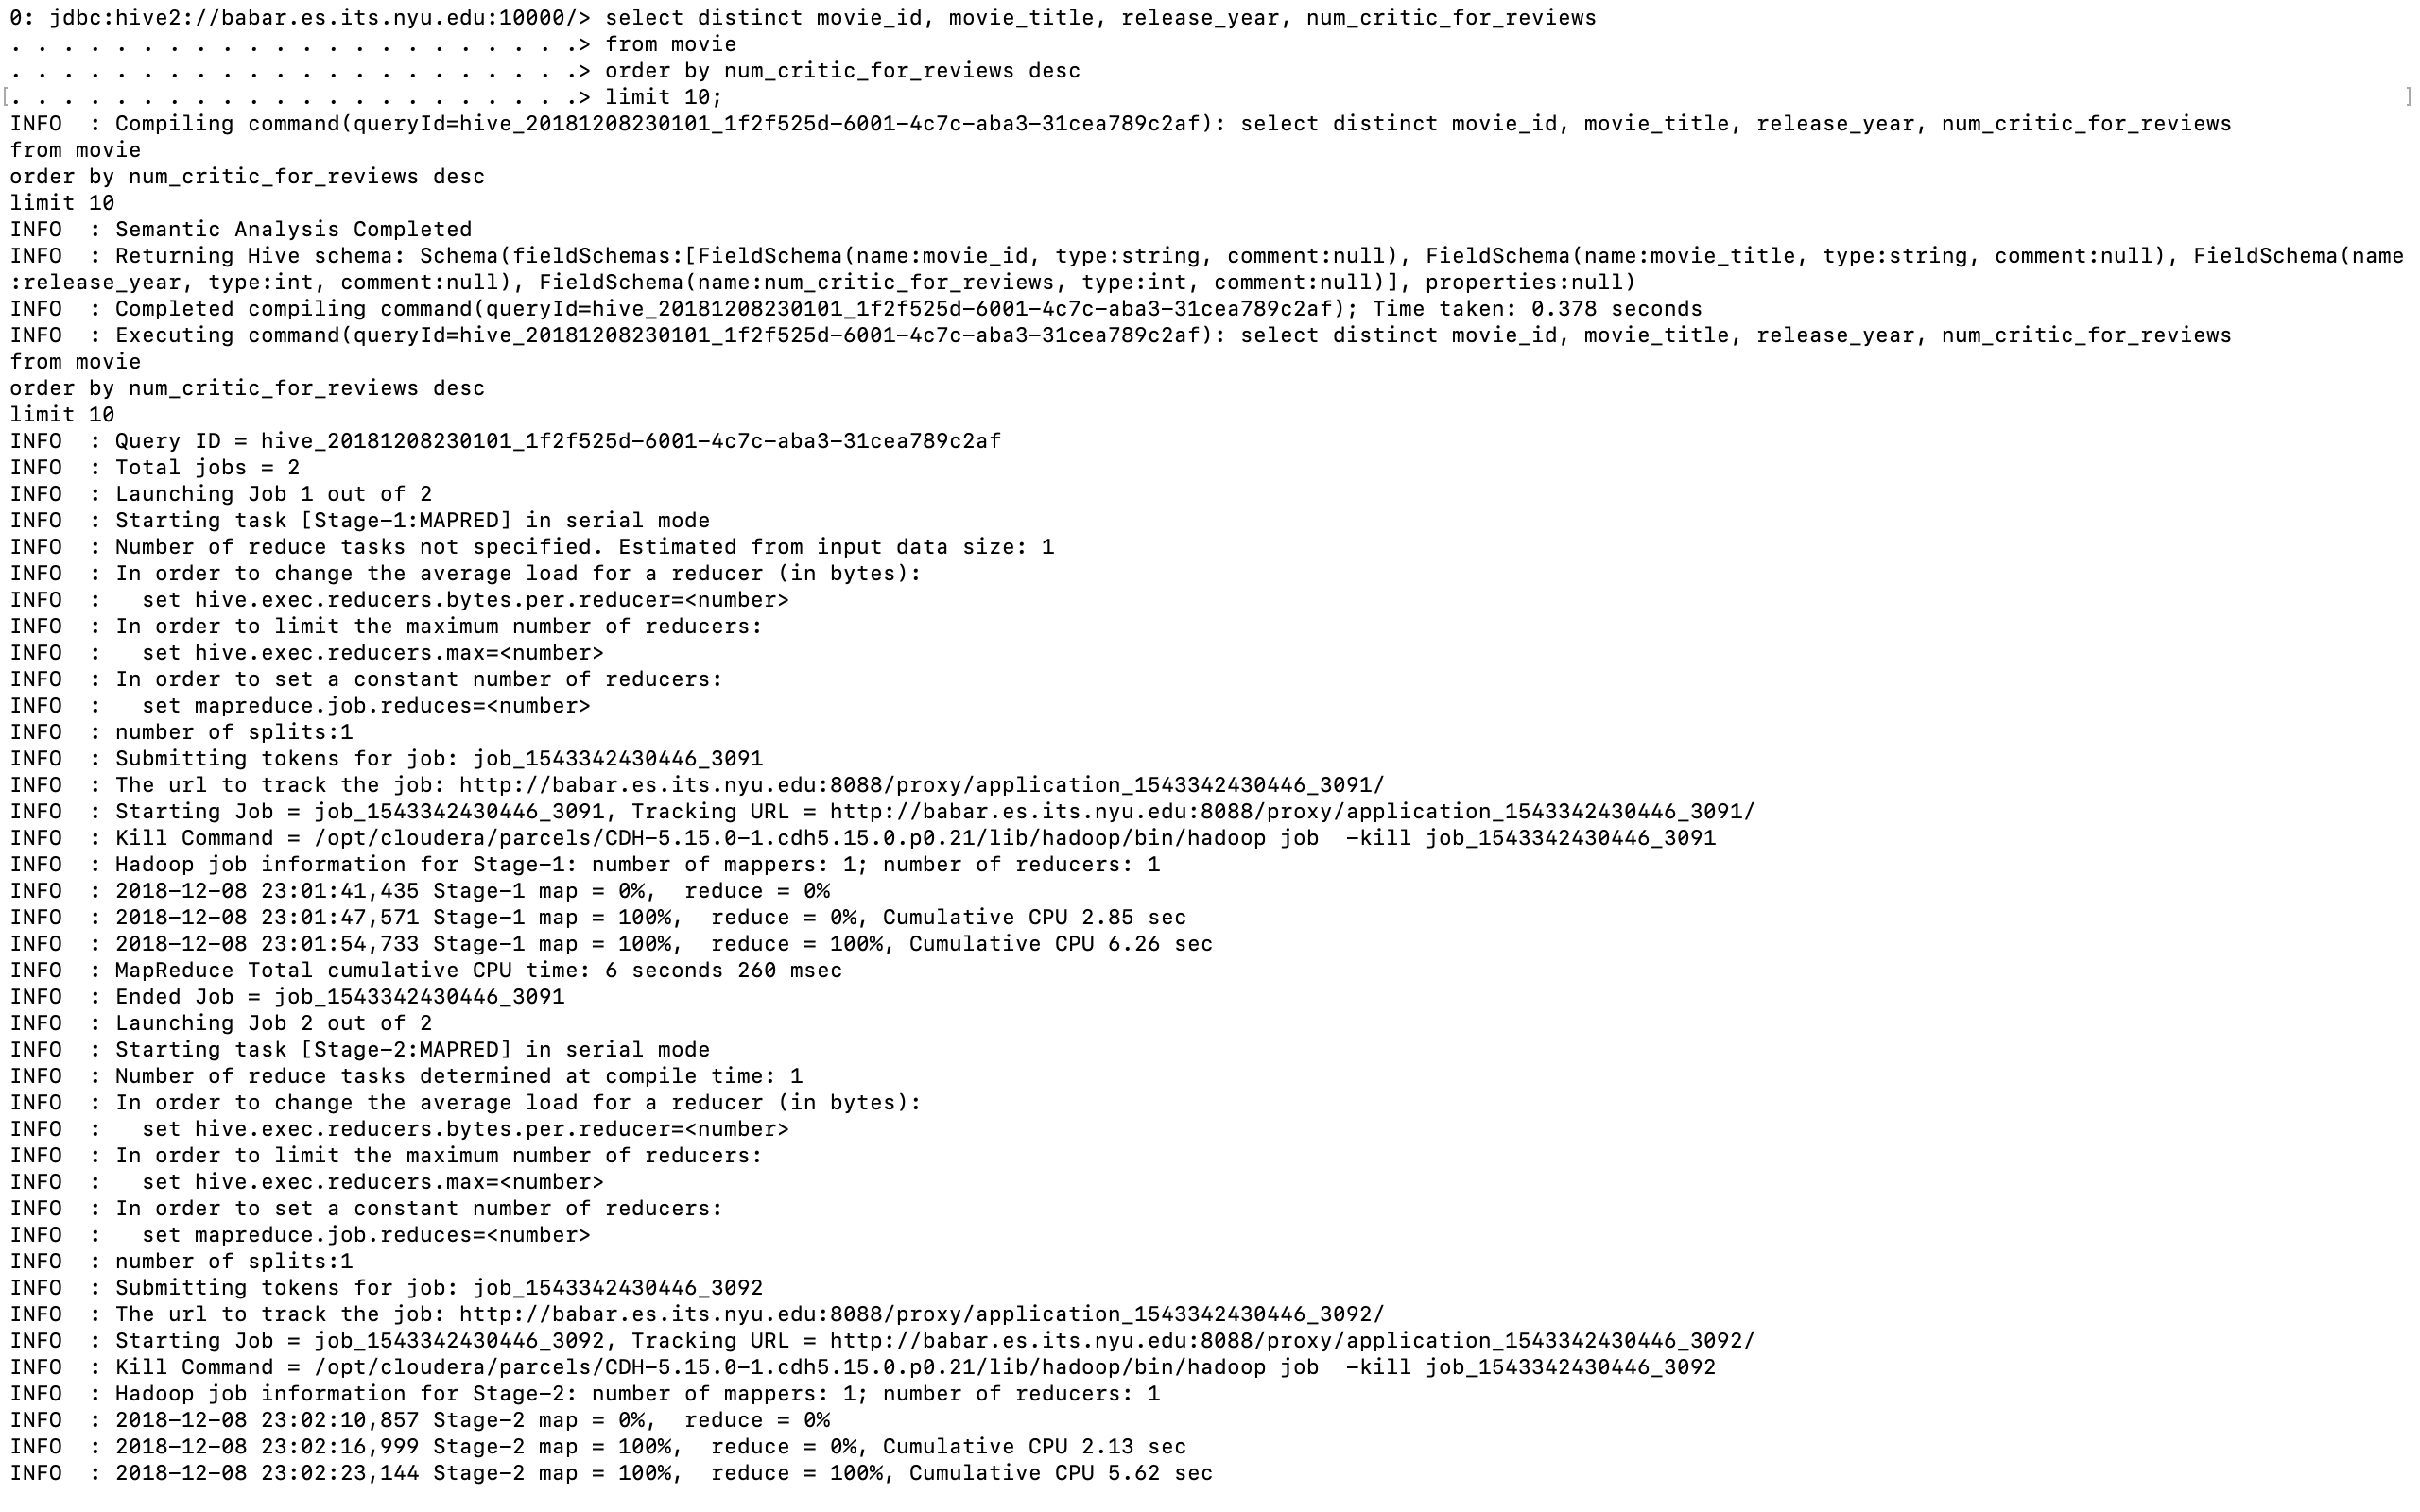 0: jdbc:hive2://babar.es.its.nyu.edu:10000/> select distinct movie_id, movie_title, release_year, num_critic_for_reviews
. . . . . . . . . . . . . . . . . . . . . .> from movie
. . . . . . . . . . . . . . . . . . . . . .> order by num_critic_for_reviews desc
[. . . . . . . . . . . . . . . . . . . . . .> limit 10; ]
INFO  : Compiling command(queryId=hive_20181208230101_1f2f525d-6001-4c7c-aba3-31cea789c2af): select distinct movie_id, movie_title, release_year, num_critic_for_reviews
from movie
order by num_critic_for_reviews desc
limit 10
INFO  : Semantic Analysis Completed
INFO  : Returning Hive schema: Schema(fieldSchemas:[FieldSchema(name:movie_id, type:string, comment:null), FieldSchema(name:movie_title, type:string, comment:null), FieldSchema(name
:release_year, type:int, comment:null), FieldSchema(name:num_critic_for_reviews, type:int, comment:null)], properties:null)
INFO  : Completed compiling command(queryId=hive_20181208230101_1f2f525d-6001-4c7c-aba3-31cea789c2af); Time taken: 0.378 seconds
INFO  : Executing command(queryId=hive_20181208230101_1f2f525d-6001-4c7c-aba3-31cea789c2af): select distinct movie_id, movie_title, release_year, num_critic_for_reviews
from movie
order by num_critic_for_reviews desc
limit 10
INFO  : Query ID = hive_20181208230101_1f2f525d-6001-4c7c-aba3-31cea789c2af
INFO  : Total jobs = 2
INFO  : Launching Job 1 out of 2
INFO  : Starting task [Stage-1:MAPRED] in serial mode
INFO  : Number of reduce tasks not specified. Estimated from input data size: 1
INFO  : In order to change the average load for a reducer (in bytes):
INFO  :   set hive.exec.reducers.bytes.per.reducer=<number>
INFO  : In order to limit the maximum number of reducers:
INFO  :   set hive.exec.reducers.max=<number>
INFO  : In order to set a constant number of reducers:
INFO  :   set mapreduce.job.reduces=<number>
INFO  : number of splits:1
INFO  : Submitting tokens for job: job_1543342430446_3091
INFO  : The url to track the job: http://babar.es.its.nyu.edu:8088/proxy/application_1543342430446_3091/
INFO  : Starting Job = job_1543342430446_3091, Tracking URL = http://babar.es.its.nyu.edu:8088/proxy/application_1543342430446_3091/
INFO  : Kill Command = /opt/cloudera/parcels/CDH-5.15.0-1.cdh5.15.0.p0.21/lib/hadoop/bin/hadoop job  -kill job_1543342430446_3091
INFO  : Hadoop job information for Stage-1: number of mappers: 1; number of reducers: 1
INFO  : 2018-12-08 23:01:41,435 Stage-1 map = 0%,  reduce = 0%
INFO  : 2018-12-08 23:01:47,571 Stage-1 map = 100%,  reduce = 0%, Cumulative CPU 2.85 sec
INFO  : 2018-12-08 23:01:54,733 Stage-1 map = 100%,  reduce = 100%, Cumulative CPU 6.26 sec
INFO  : MapReduce Total cumulative CPU time: 6 seconds 260 msec
INFO  : Ended Job = job_1543342430446_3091
INFO  : Launching Job 2 out of 2
INFO  : Starting task [Stage-2:MAPRED] in serial mode
INFO  : Number of reduce tasks determined at compile time: 1
INFO  : In order to change the average load for a reducer (in bytes):
INFO  :   set hive.exec.reducers.bytes.per.reducer=<number>
INFO  : In order to limit the maximum number of reducers:
INFO  :   set hive.exec.reducers.max=<number>
INFO  : In order to set a constant number of reducers:
INFO  :   set mapreduce.job.reduces=<number>
INFO  : number of splits:1
INFO  : Submitting tokens for job: job_1543342430446_3092
INFO  : The url to track the job: http://babar.es.its.nyu.edu:8088/proxy/application_1543342430446_3092/
INFO  : Starting Job = job_1543342430446_3092, Tracking URL = http://babar.es.its.nyu.edu:8088/proxy/application_1543342430446_3092/
INFO  : Kill Command = /opt/cloudera/parcels/CDH-5.15.0-1.cdh5.15.0.p0.21/lib/hadoop/bin/hadoop job  -kill job_1543342430446_3092
INFO  : Hadoop job information for Stage-2: number of mappers: 1; number of reducers: 1
INFO  : 2018-12-08 23:02:10,857 Stage-2 map = 0%,  reduce = 0%
INFO  : 2018-12-08 23:02:16,999 Stage-2 map = 100%,  reduce = 0%, Cumulative CPU 2.13 sec
INFO  : 2018-12-08 23:02:23,144 Stage-2 map = 100%,  reduce = 100%, Cumulative CPU 5.62 sec